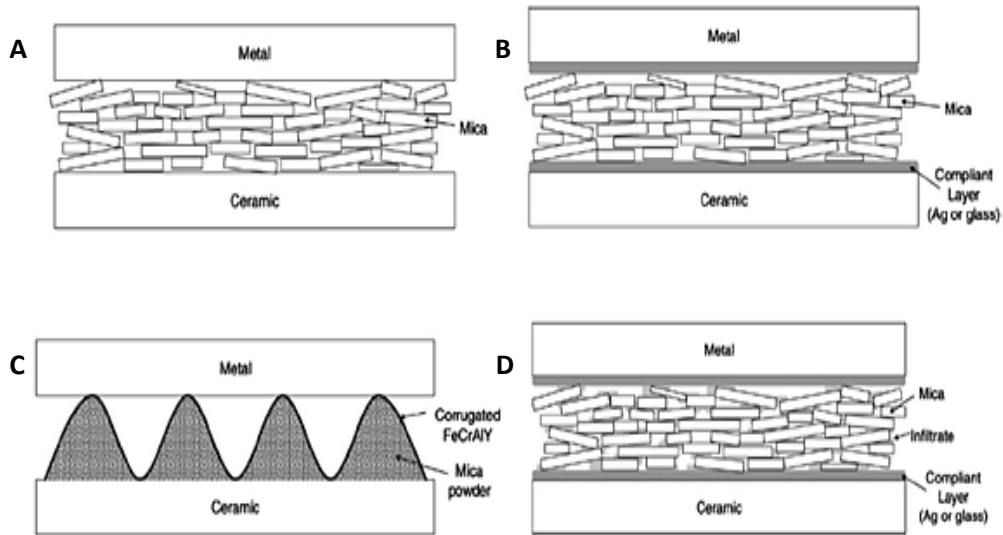 A
Metal
Mica
Ceramic
B
Metal
Mica
Compliant
Layer
(Ag or glass)
Ceramic
C
Metal
Corrugated
FeCrAlY
Mica
powder
Ceramic
D
Metal
Mica
Infiltrate
Compliant
Layer
(Ag or glass)
Ceramic